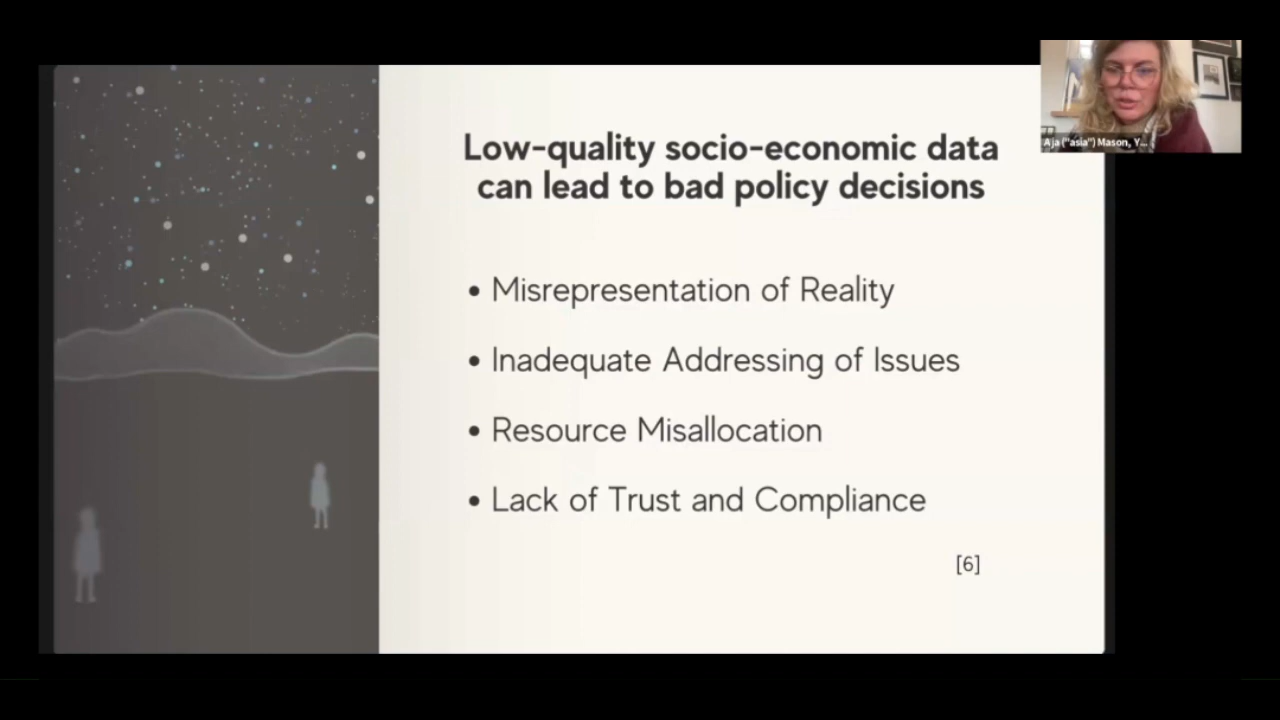 Low-quality socio-economic data
can lead to bad policy decisions
• Misrepresentation of Reality
• Inadequate Addressing of Issues
• Resource Misallocation
• Lack of Trust and Compliance
[6]
Aja ("asia") Mason, Y...